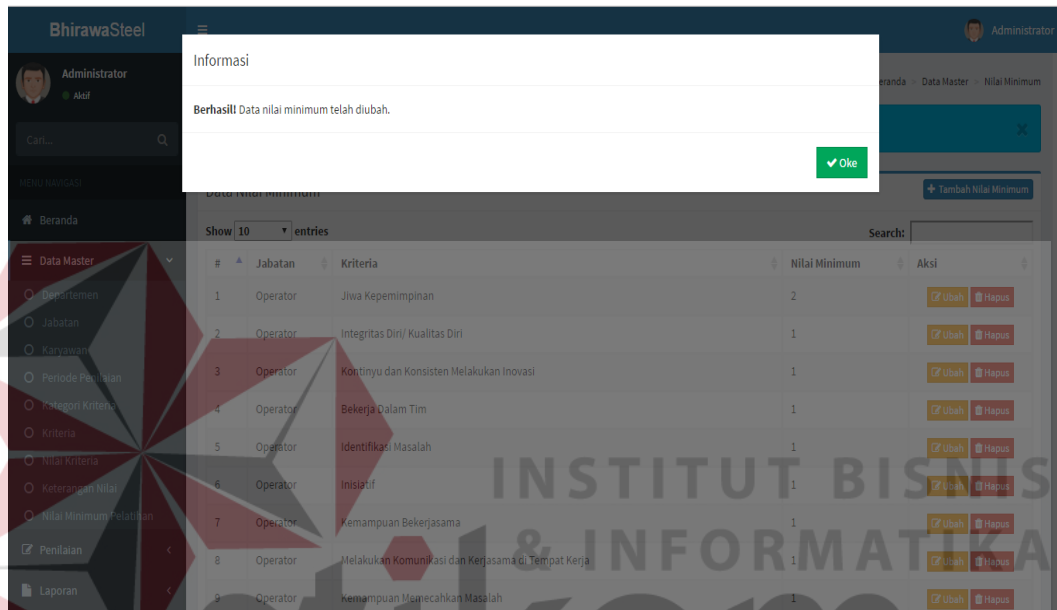 BhirawaSteel
Administrator
Administrator
Aktif
Cari...
MENU NAVIGASI
Beranda
Data Master
Departemen
Jabatan
Karyawan
Periode Penilaian
Kategori Kriteria
Kriteria
Nilai Kriteria
Keterangan Nilai
Nilai Minimum Pelatihan
Penilaian
Laporan
Informasi
Berhasil! Data nilai minimum telah diubah.
Oke
eranda > Data Master > Nilai Minimum
×
Data Nilai Minimum
+ Tambah Nilai Minimum
Show 10 entries
Search:
# Jabatan Kriteria Nilai Minimum Aksi
1 Operator Jiwa Kepemimpinan 2 Ubah Hapus
2 Operator Integritas Diri/ Kualitas Diri 1 Ubah Hapus
3 Operator Kontinyu dan Konsisten Melakukan Inovasi 1 Ubah Hapus
4 Operator Bekerja Dalam Tim 1 Ubah Hapus
5 Operator Identifikasi Masalah 1 Ubah Hapus
6 Operator Inisiatif 1 Ubah Hapus
7 Operator Kemampuan Bekerjasama 1 Ubah Hapus
8 Operator Melakukan Komunikasi dan Kerjasama di Tempat Kerja 1 Ubah Hapus
9 Operator Kemampuan Memecahkan Masalah 1 Ubah Hapus
INSTITUT BISNIS
& INFORMATIKA